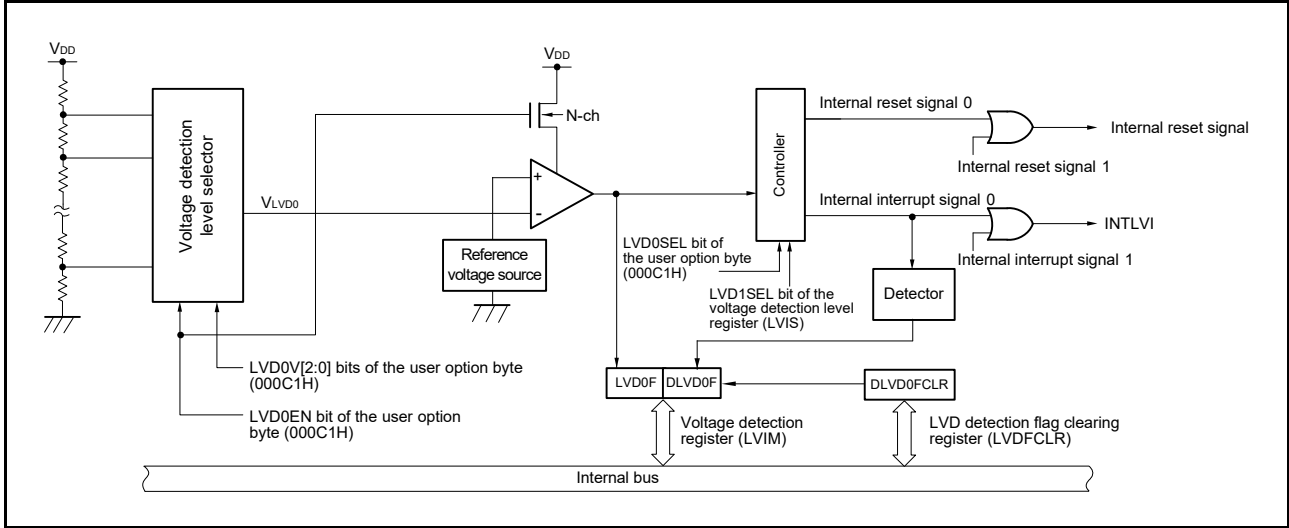 VDD
Voltage detection
level selector
VLVD0
VDD
N-ch
+
-
Reference
voltage source
Controller
Internal reset signal 0
Internal reset signal 1
Internal reset signal
Internal interrupt signal 0
Internal interrupt signal 1
INTLVI
LVD0SEL bit of
the user option byte
(000C1H)
LVD1SEL bit of the
voltage detection level
register (LVIS)
Detector
LVD0V[2:0] bits of the user option byte
(000C1H)
LVD0EN bit of the user option
byte (000C1H)
LVD0F
DLVD0F
DLVD0FCLR
Voltage detection
register (LVIM)
LVD detection flag clearing
register (LVDFCLR)
Internal bus